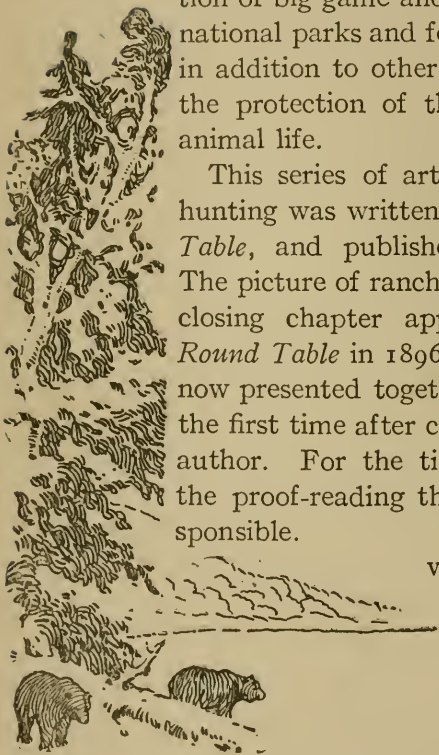 tion of big game and
national parks and fo
in addition to other
the protection of th
animal life.
This series of art
hunting was written
Table, and publishe
The picture of ranch
closing chapter app
Round Table in 1896
now presented toget
the first time after c
author. For the ti
the proof-reading th
sponsible.
v